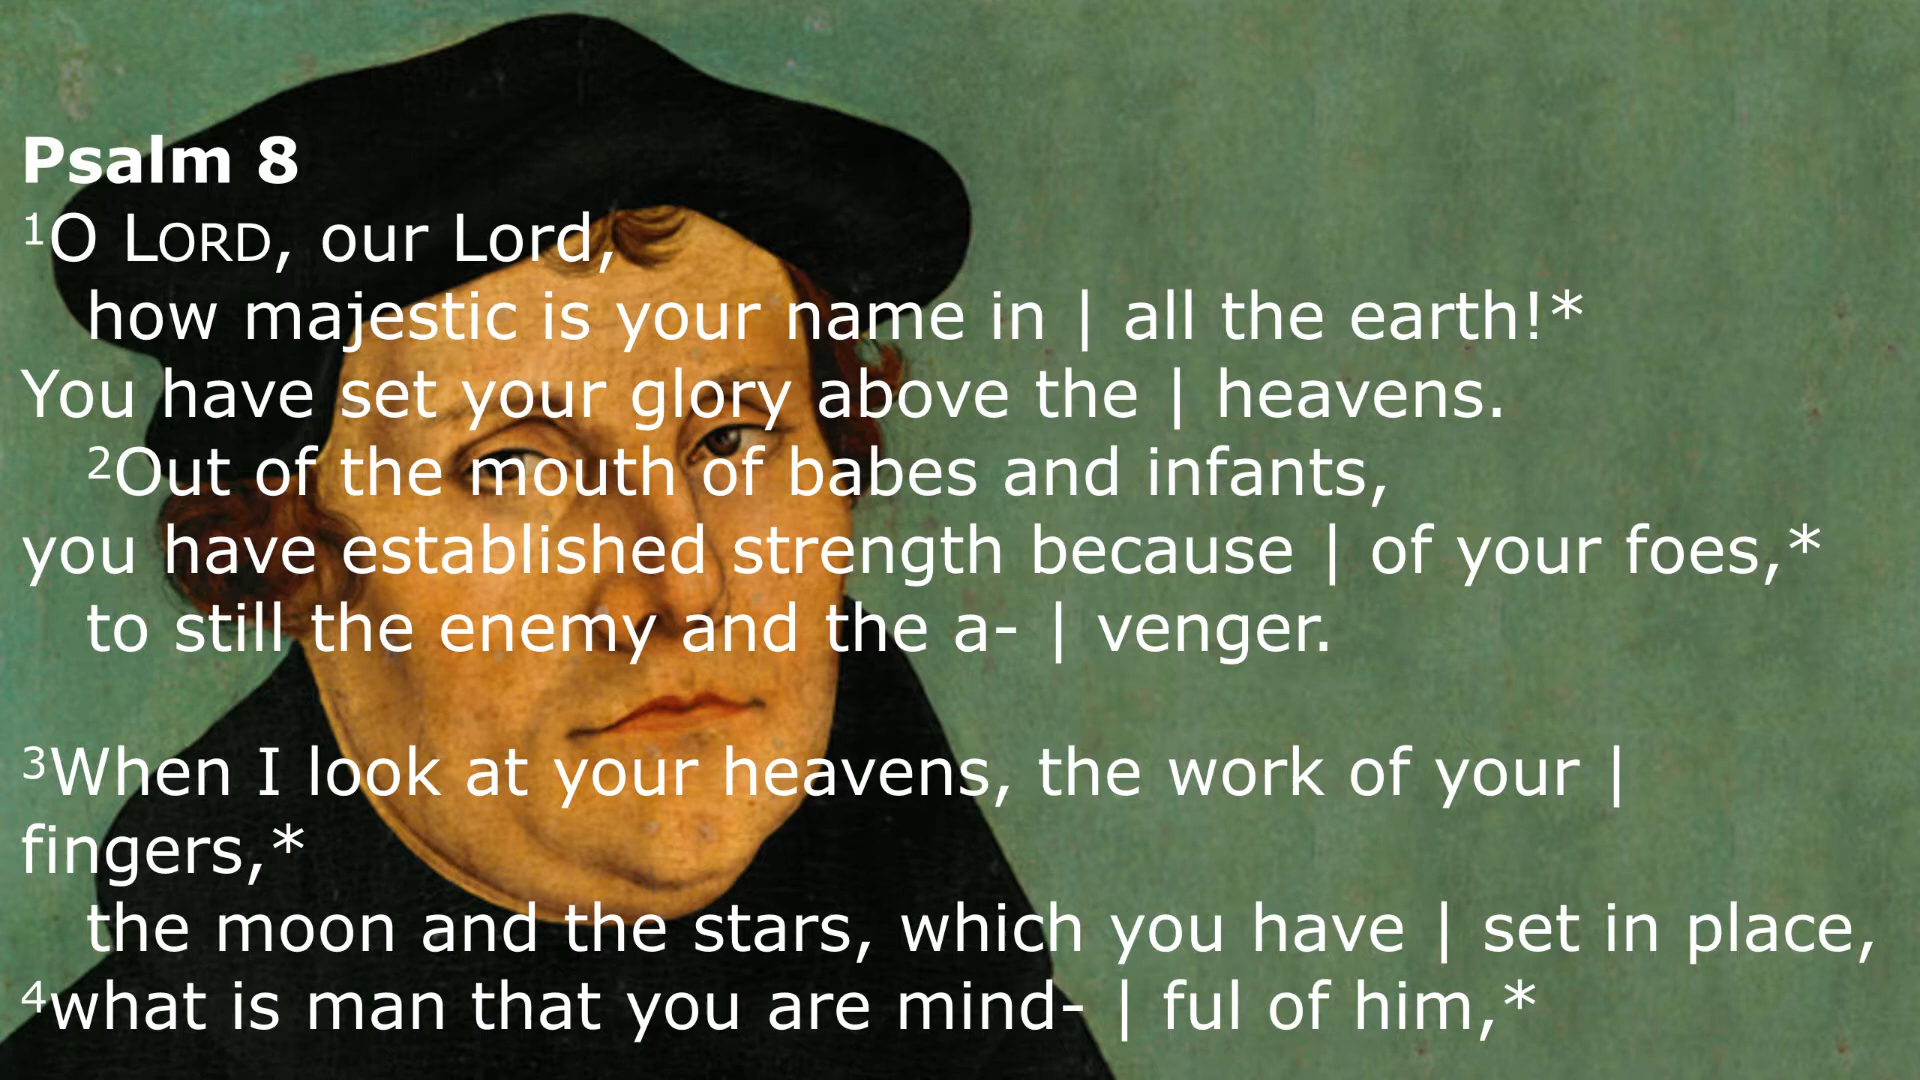 Psalm 8
¹O LORD, our Lord,
how majestic is your name in | all the earth!*
You have set your glory above the | heavens.
²Out of the mouth of babes and infants,
you have established strength because | of your foes,*
to still the enemy and the a- | venger.
³When I look at your heavens, the work of your |
fingers,*
the moon and the stars, which you have | set in place,
⁴what is man that you are mind- | ful of him,*